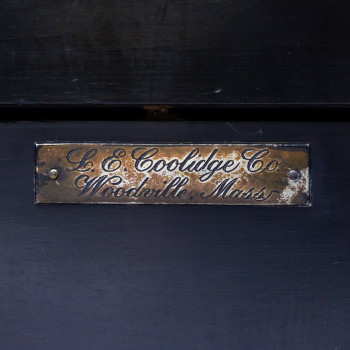 L. E. Coolidge Co.
Woodville, Mass.